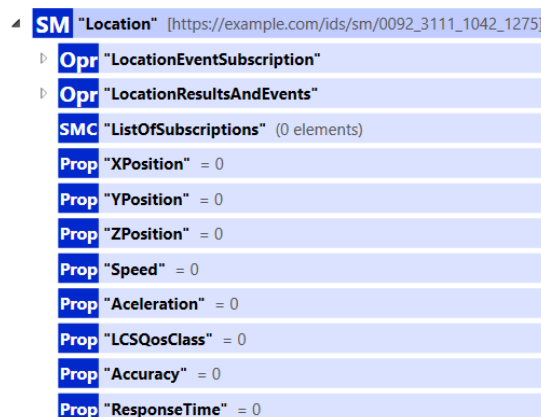 SM "Location" [https://example.com/ids/sm/0092_3111_1042_1275]
Opr "LocationEventSubscription"
Opr "LocationResultsAndEvents"
SMC "ListOfSubscriptions" (0 elements)
Prop "XPosition" = 0
Prop "YPosition" = 0
Prop "ZPosition" = 0
Prop "Speed" = 0
Prop "Aceleration" = 0
Prop "LCSQosClass" = 0
Prop "Accuracy" = 0
Prop "ResponseTime" = 0